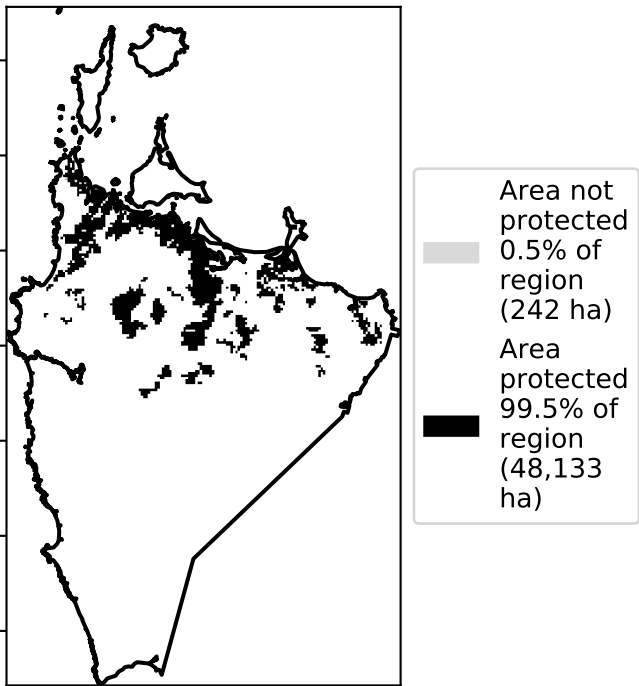 Area not
protected
0.5% of
region
(242 ha)
Area
protected
99.5% of
region
(48,133
ha)